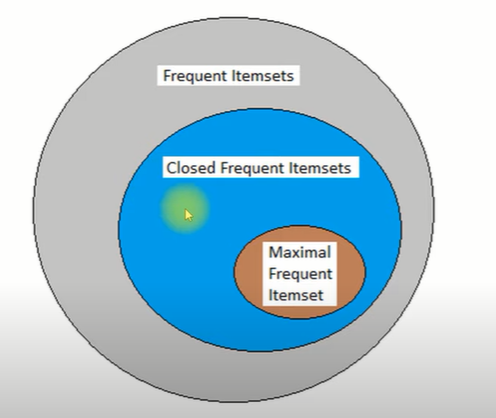 Frequent Itemsets
Closed Frequent Itemsets
Maximal
Frequent
Itemset